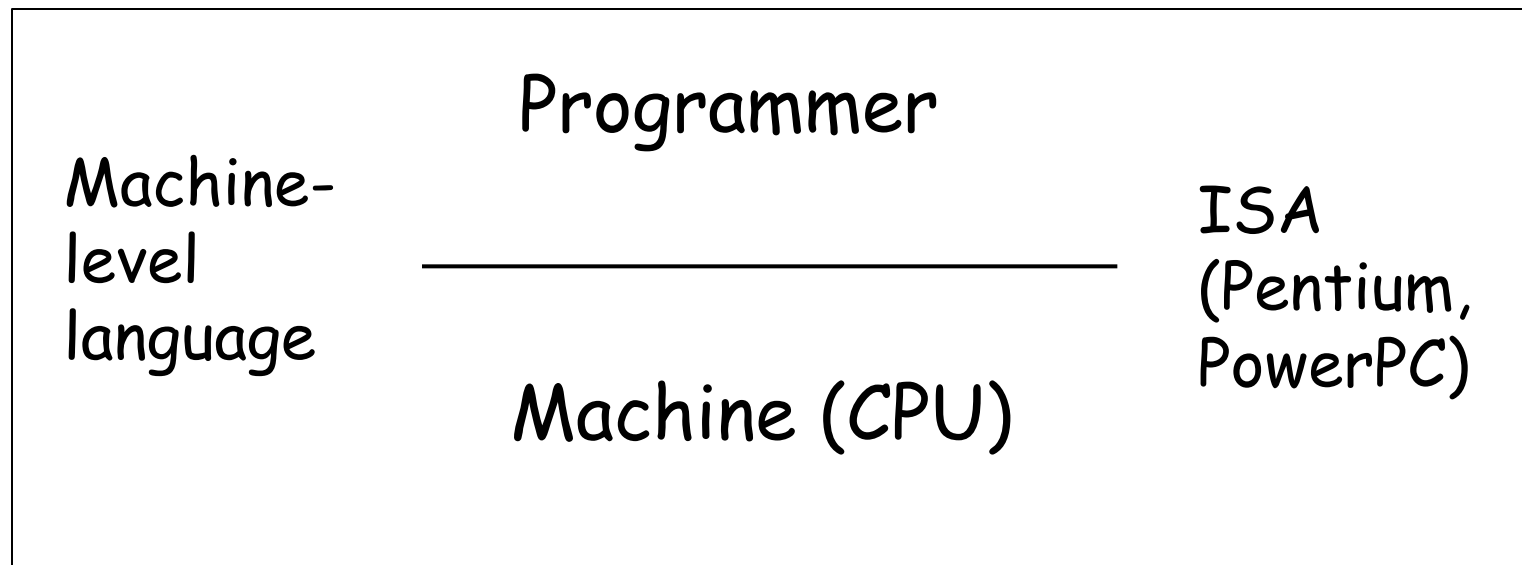 Programmer
Machine-
level
language
ISA
(Pentium,
PowerPC)
Machine (CPU)